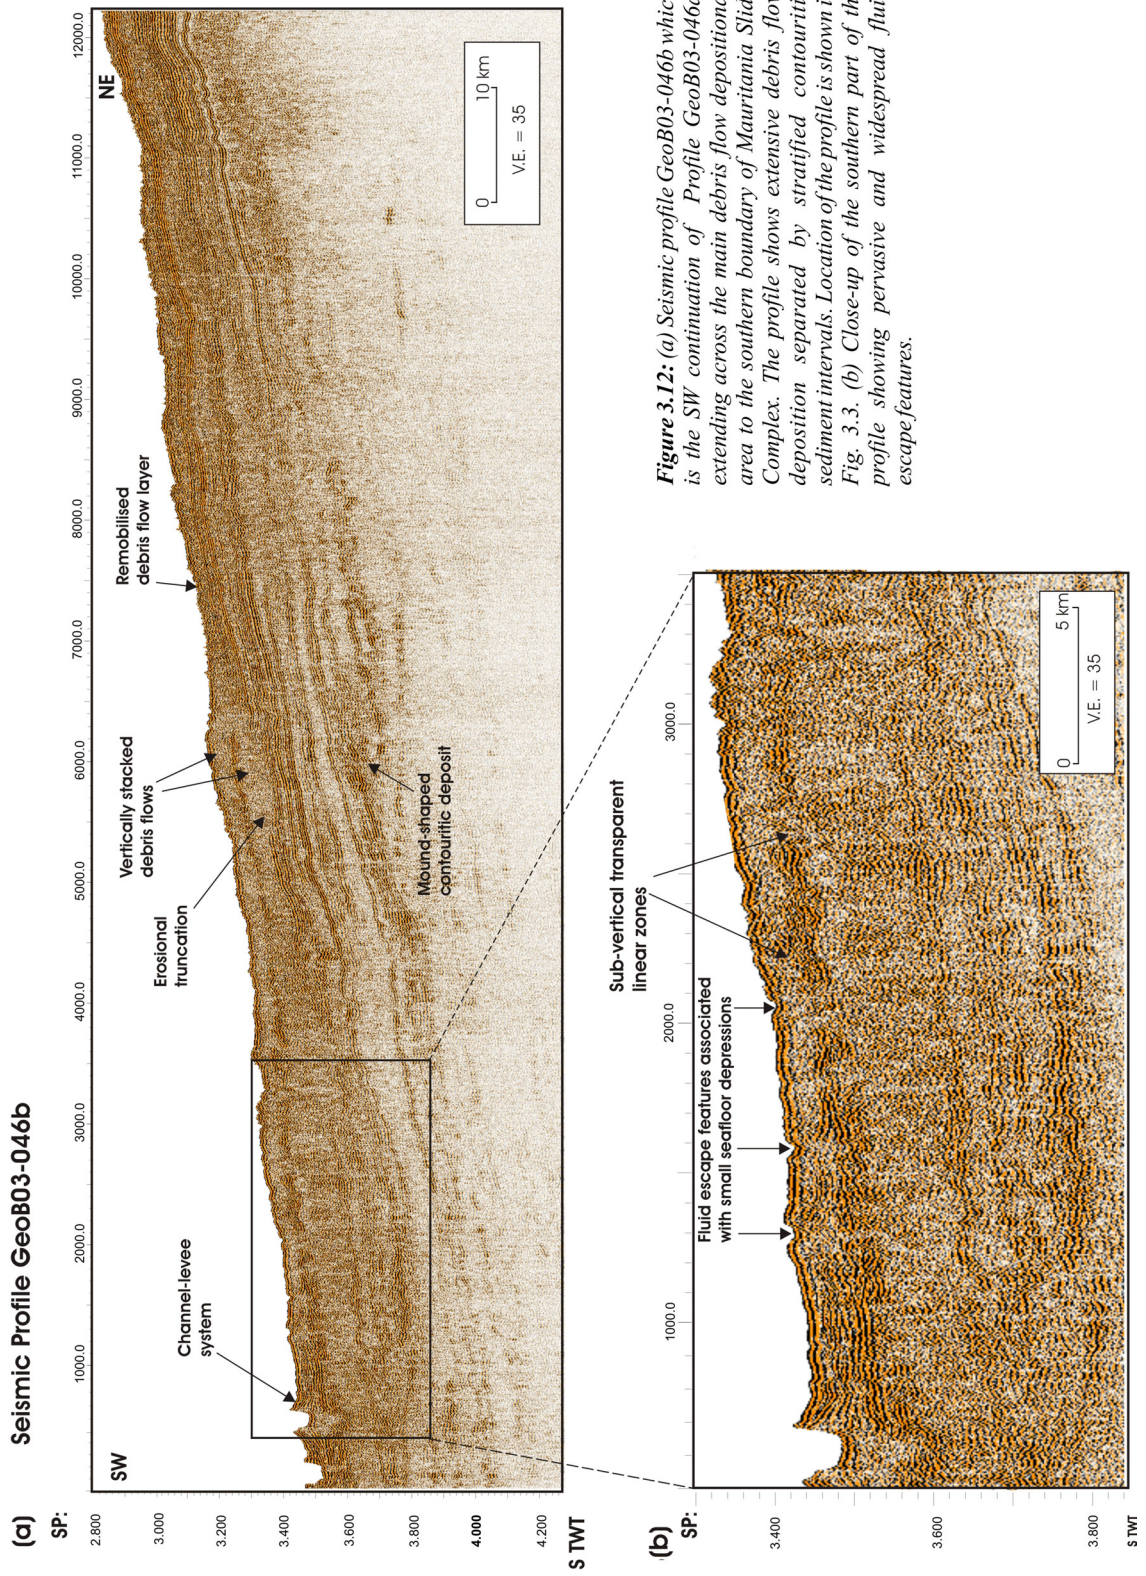 Seismic Profile GeoB03-046b
(a)
SP:
1000.0
2000.0
3000.0
4000.0
5000.0
6000.0
7000.0
8000.0
9000.0
10000.0
11000.0
12000.0
2.800
3.000
3.200
3.400
3.600
3.800
4.000
4.200
S TWT
SW
NE
Channel-levee
system
Erosional
truncation
Vertically stacked
debris flows
Remobilised
debris flow layer
Mound-shaped
contouritic deposit
0
10 km
V.E. = 35
(b)
SP:
1000.0
2000.0
3000.0
3.400
3.600
3.800
S TWT
Fluid escape features associated
with small seafloor depressions
Sub-vertical transparent
linear zones
0
5 km
V.E. = 35
Figure 3.12: (a) Seismic profile GeoB03-046b whic
is the SW continuation of Profile GeoB03-046a
extending across the main debris flow depositiona
area to the southern boundary of Mauritania Slid
Complex. The profile shows extensive debris flow
deposition separated by stratified contouriti
sediment intervals. Location of the profile is shown i
Fig. 3.3. (b) Close-up of the southern part of th
profile showing pervasive and widespread flui
escape features.